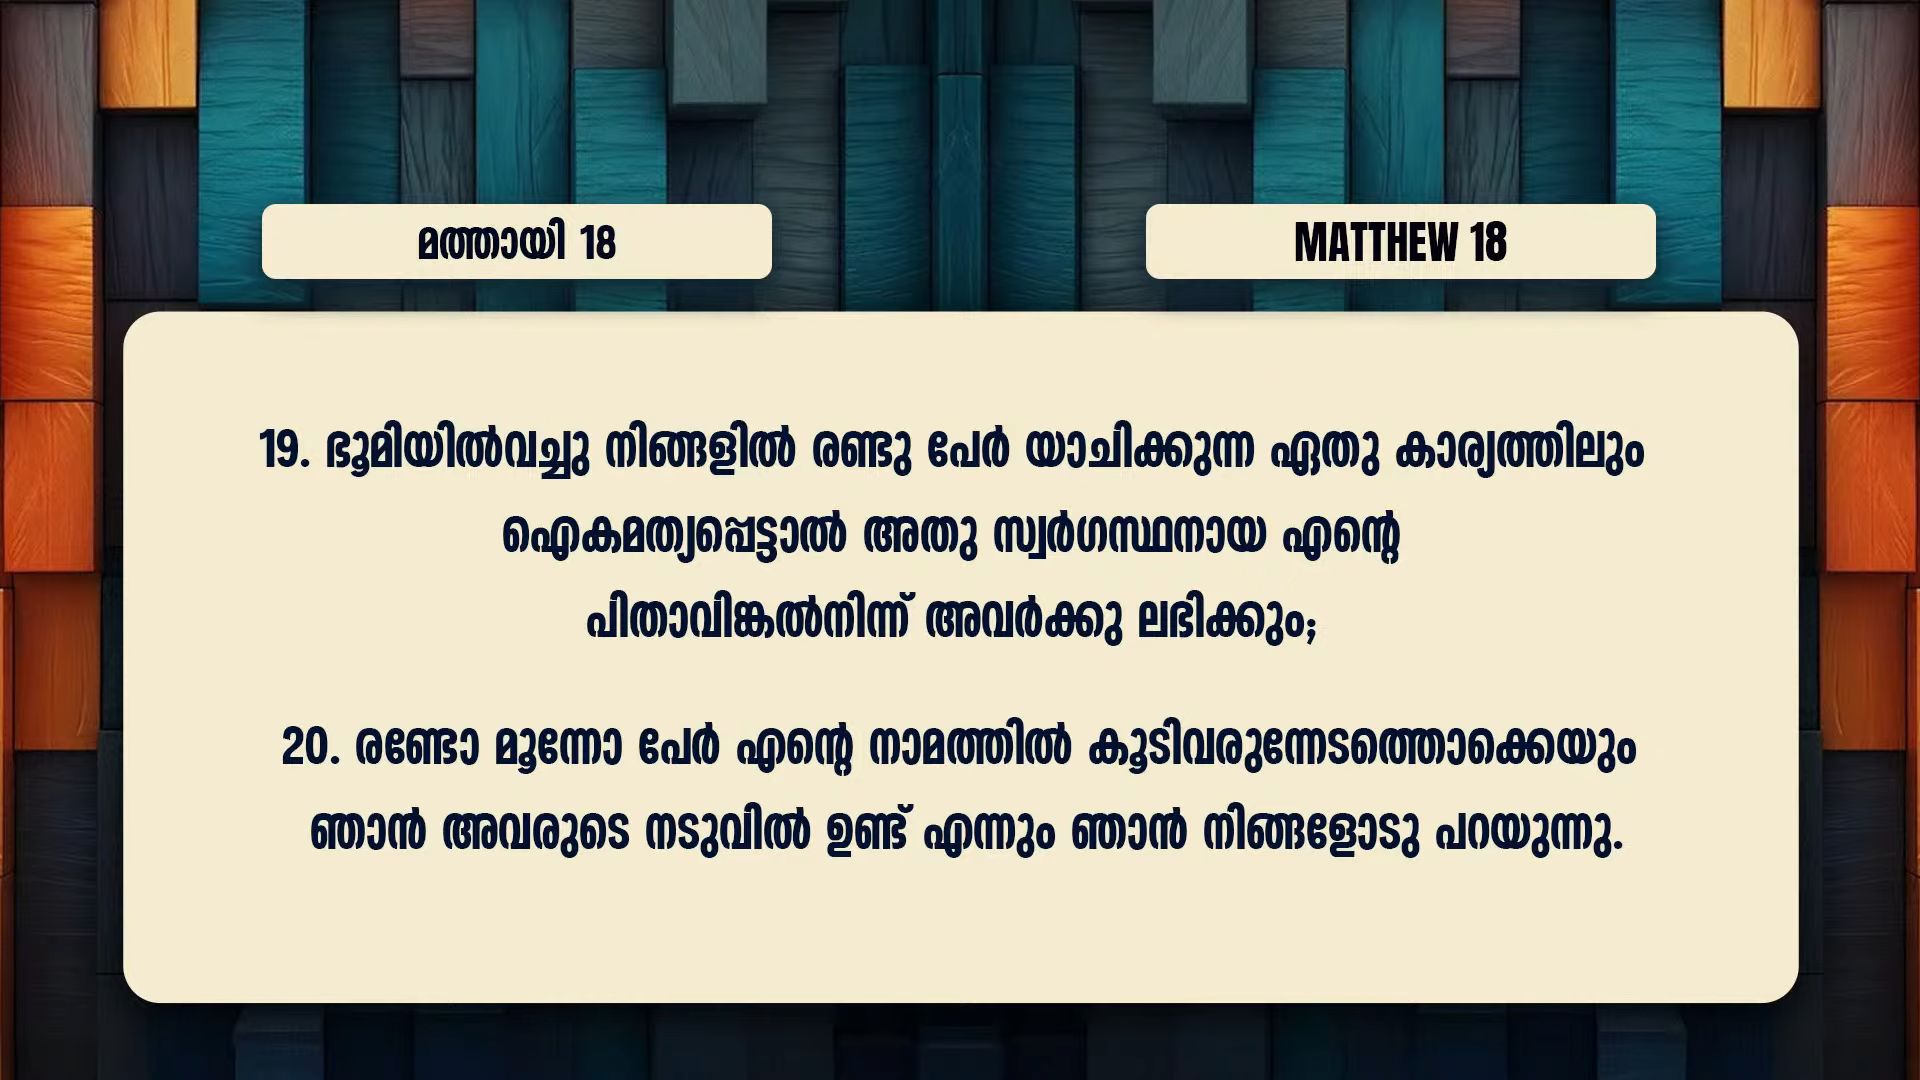 മത്തായി 18
MATTHEW 18
19. ഭൂമിയിൽവച്ചു നിങ്ങളിൽ രണ്ടു പേർ യാചിക്കുന്ന ഏതു കാര്യത്തിലും
ഐകമത്യപ്പെട്ടാൽ അതു സ്വർഗസ്ഥനായ എന്റെ
പിതാവിങ്കൽനിന്ന് അവർക്കു ലഭിക്കും;
20. രണ്ടോ മൂന്നോ പേർ എന്റെ നാമത്തിൽ കൂടിവരുന്നേടത്തൊക്കെയും
ഞാൻ അവരുടെ നടുവിൽ ഉണ്ട് എന്നും ഞാൻ നിങ്ങളോടു പറയുന്നു.